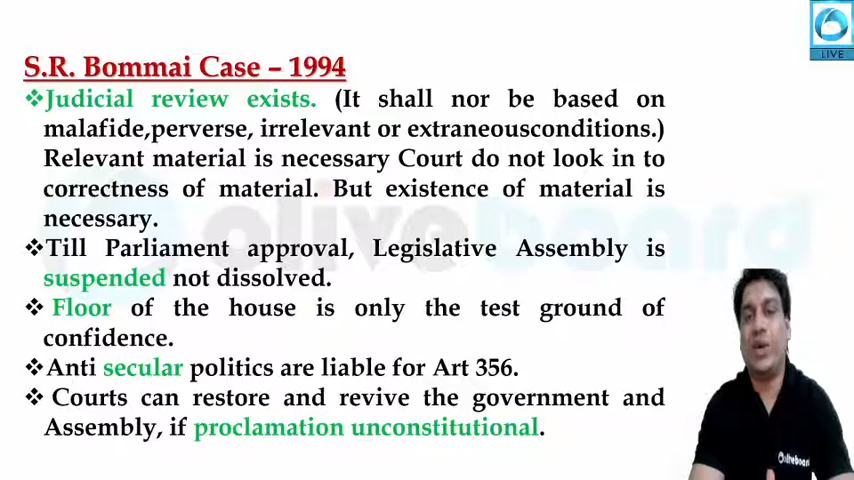 LIVE
S.R. Bommai Case – 1994
❖Judicial review exists. (It shall nor be based on
malafide,perverse, irrelevant or extraneousconditions.)
Relevant material is necessary Court do not look in to
correctness of material. But existence of material is
necessary.
❖Till Parliament approval, Legislative Assembly is
suspended not dissolved.
❖ Floor of the house is only the test ground of
confidence.
❖Anti secular politics are liable for Art 356.
❖ Courts can restore and revive the government and
Assembly, if proclamation unconstitutional.
oliveboard
oliveboard